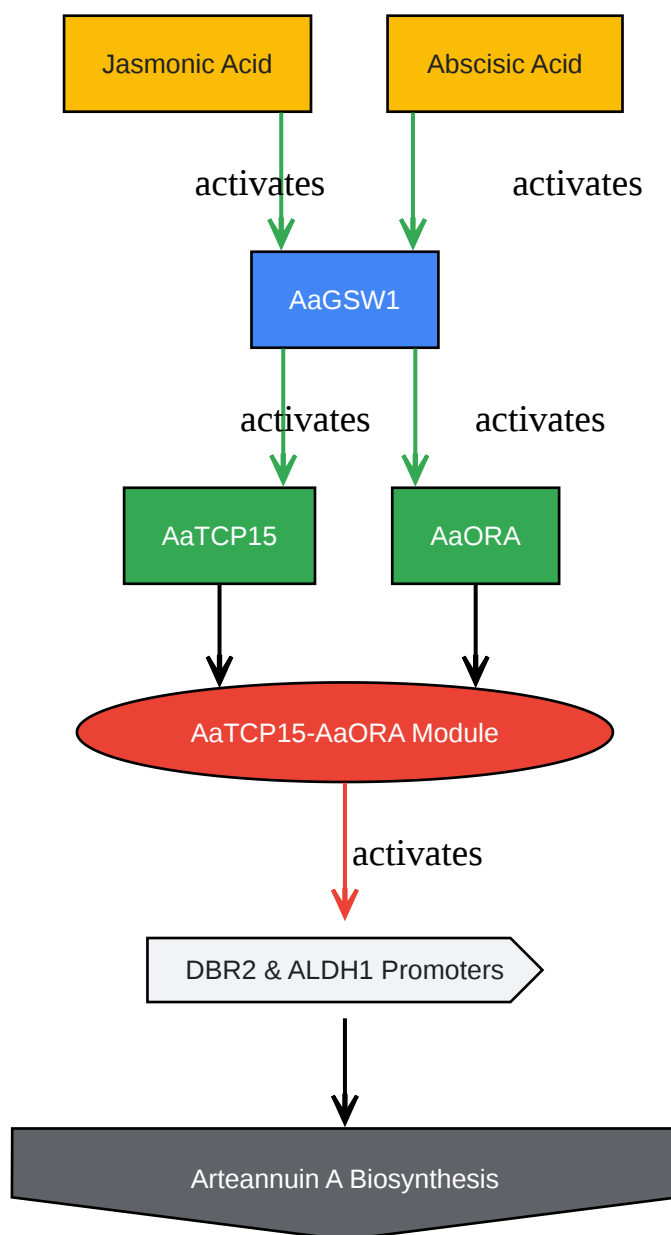 Jasmonic Acid
Abscisic Acid
activates
activates
AaGSW1
activates
activates
AaTCP15
AaORA
AaTCP15-AaORA Module
activates
DBR2 & ALDH1 Promoters
Arteannuin A Biosynthesis